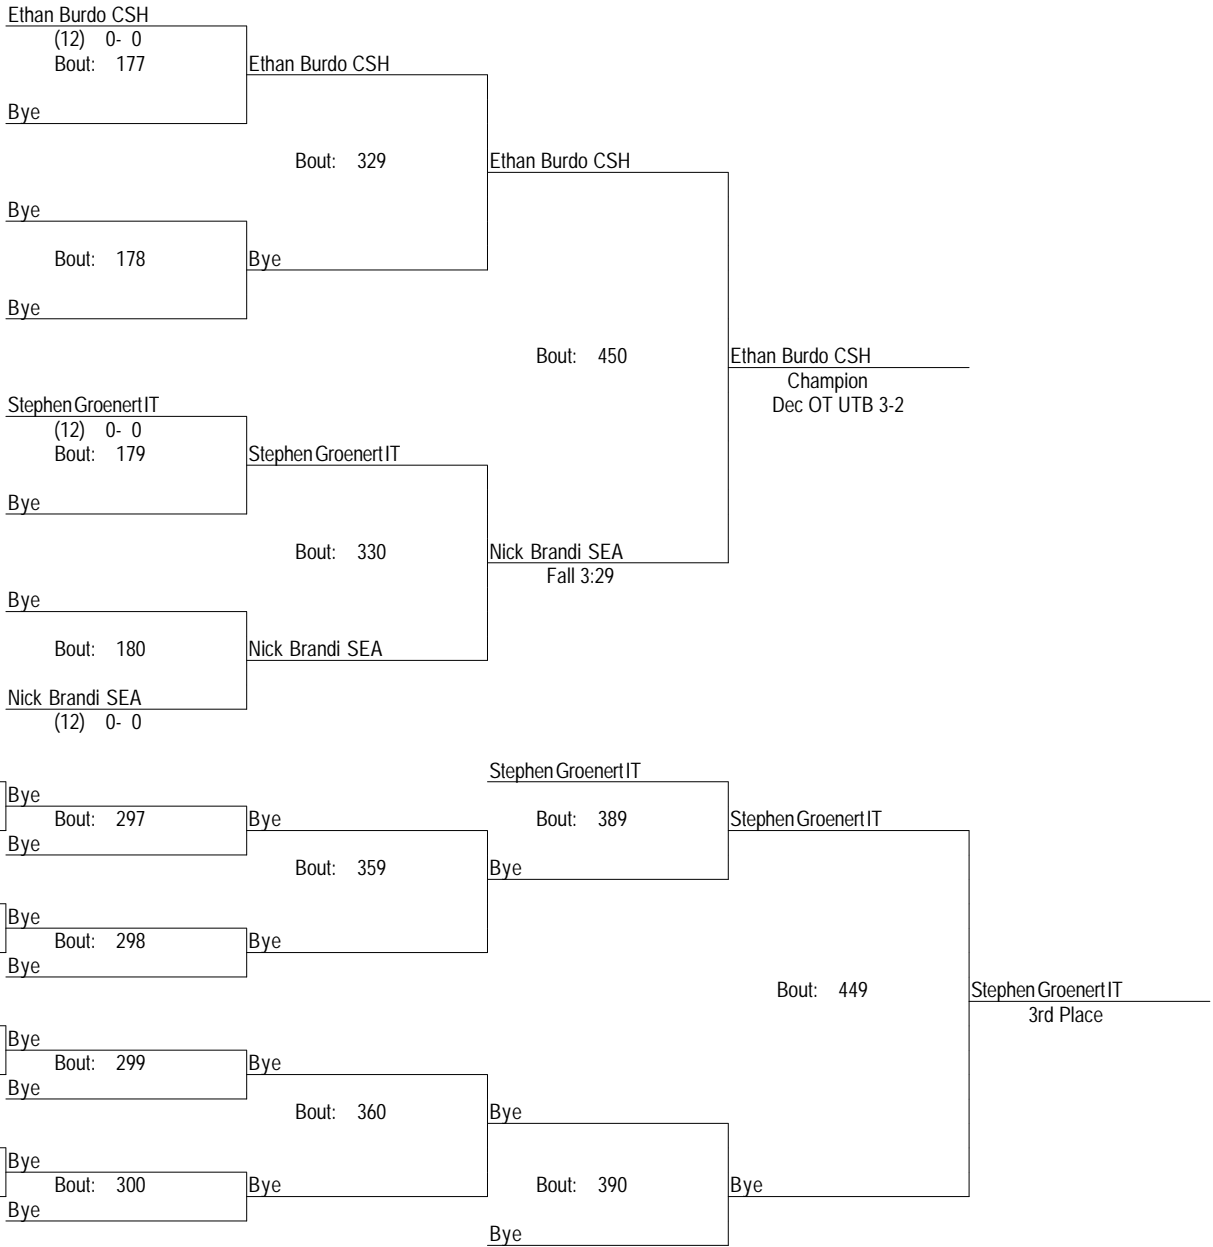 Ethan Burdo CSH
(12) 0- 0
Bout: 177
Ethan Burdo CSH
Bye
Bout: 329
Ethan Burdo CSH
Bye
Bout: 178
Bye
Bye
Bout: 450
Ethan Burdo CSH
Champion
Dec OT UTB 3-2
Stephen Groenert IT
(12) 0- 0
Bout: 179
Stephen Groenert IT
Bye
Bout: 330
Nick Brandi SEA
Fall 3:29
Bye
Bout: 180
Nick Brandi SEA
Nick Brandi SEA
(12) 0- 0
Stephen Groenert IT
Bye
Bout: 297
Bye
Bout: 389
Stephen Groenert IT
Bye
Bout: 359
Bye
Bye
Bout: 298
Bye
Bye
Bout: 449
Stephen Groenert IT
3rd Place
Bye
Bout: 299
Bye
Bye
Bout: 360
Bye
Bye
Bout: 300
Bye
Bout: 390
Bye
Bye
Bye